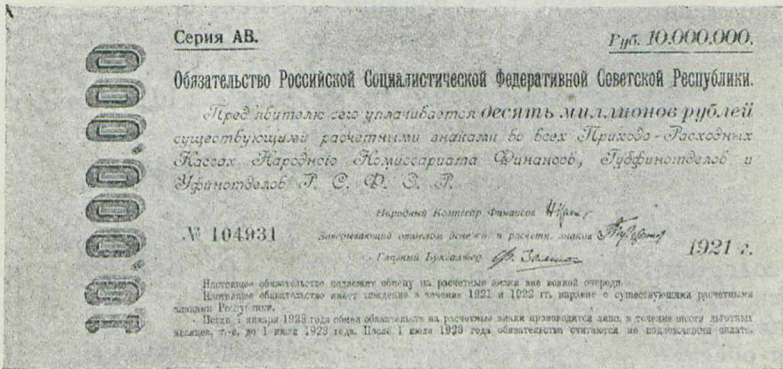 Серия АВ.
Руб. 10.000.000.
10.000.000
Обязательство Российской Социалистической Федеративной Советской Республики.
Пред'явителю сего уплачивается десять миллионов рублей
существующими расчетными знаками во всех Приходо-Расходных
Кассах Народного Комиссариата Финансов, Губфинотделов и
Уфинотделов Р. С. Ф. С. Р.
Народный Комиссар Финансов
№ 104931
Заведывающий отделом денежн. и расчетн. знаков
1921 г.
Главный Бухгалтер
Настоящее обязательство подлежит обмену на расчетные знаки вне всякой очереди.
Настоящее обязательство имеет хождение в течение 1921 и 1922 гг. наравне с существующими расчетными
знаками Республики.
После 1 января 1923 года обмен обязательств на расчетные знаки производится лишь в течение шести льготных
месяцев, т.-е. до 1 июля 1923 года. После 1 июля 1923 года обязательства считаются не подлежащими оплате.